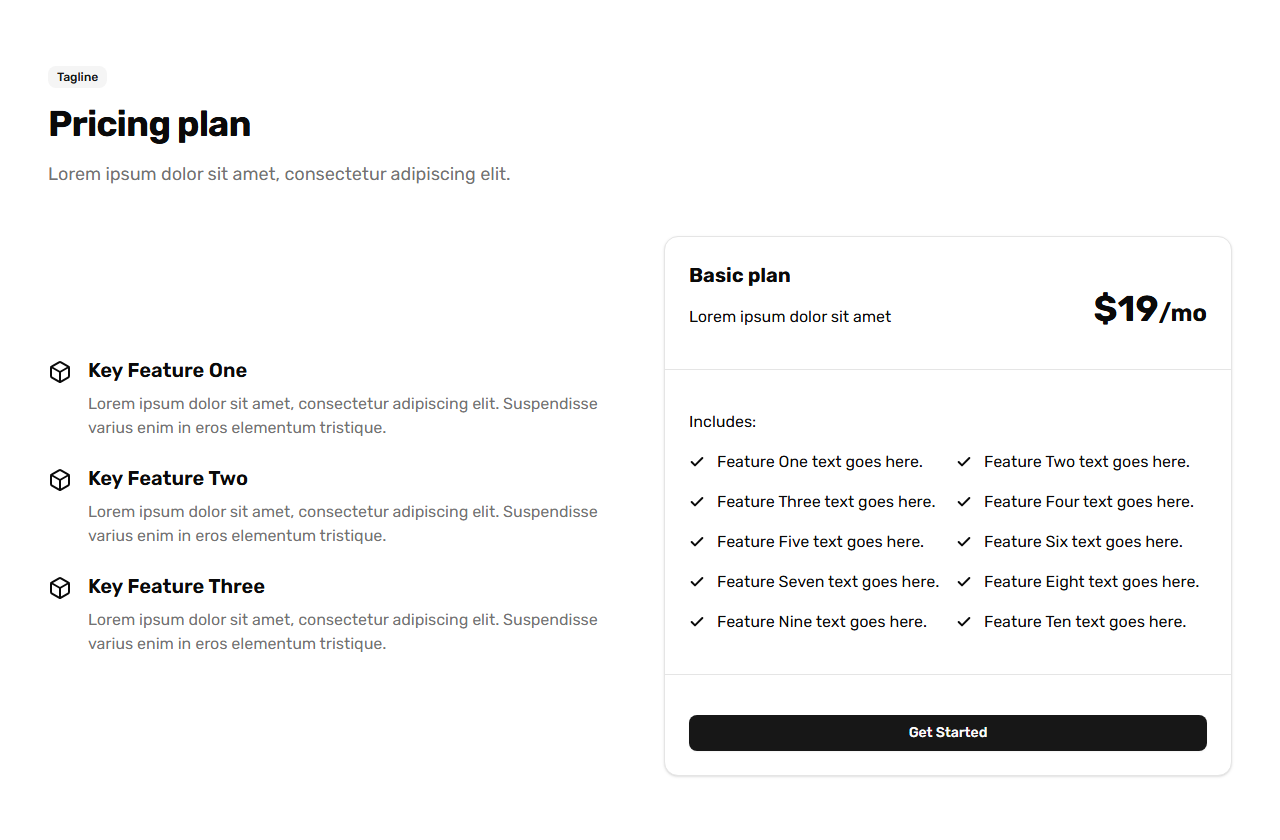 Tagline
Pricing plan
Lorem ipsum dolor sit amet, consectetur adipiscing elit.
Key Feature One
Lorem ipsum dolor sit amet, consectetur adipiscing elit. Suspendisse
varius enim in eros elementum tristique.
Key Feature Two
Lorem ipsum dolor sit amet, consectetur adipiscing elit. Suspendisse
varius enim in eros elementum tristique.
Key Feature Three
Lorem ipsum dolor sit amet, consectetur adipiscing elit. Suspendisse
varius enim in eros elementum tristique.
Basic plan
Lorem ipsum dolor sit amet
$19/mo
Includes:
Feature One text goes here.
Feature Two text goes here.
Feature Three text goes here.
Feature Four text goes here.
Feature Five text goes here.
Feature Six text goes here.
Feature Seven text goes here.
Feature Eight text goes here.
Feature Nine text goes here.
Feature Ten text goes here.
Get Started